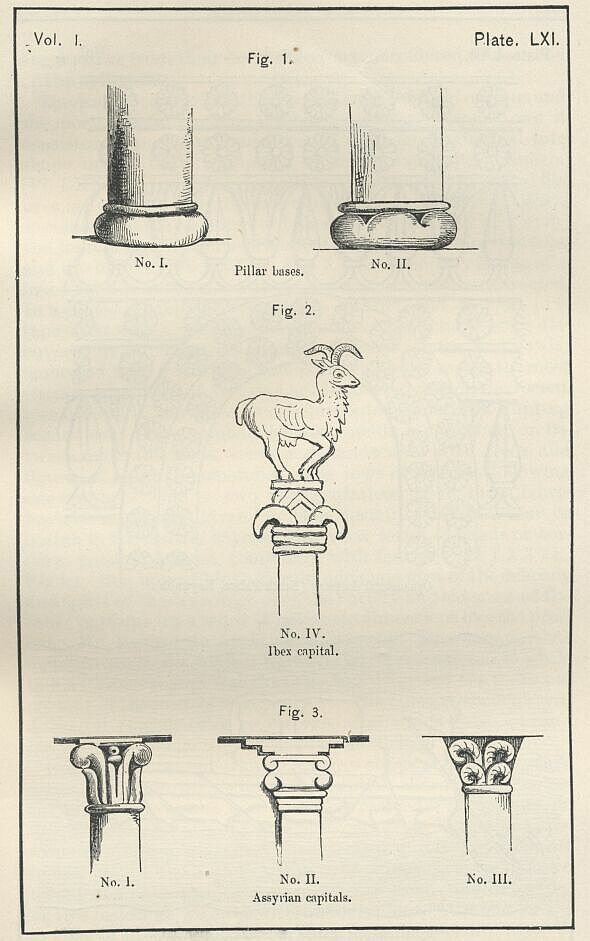 Vol. I.
Plate. LXI.
Fig. 1.
No. I.
No. II.
Pillar bases.
Fig. 2.
No. IV.
Ibex capital.
Fig. 3.
No. I.
No. II.
No. III.
Assyrian capitals.